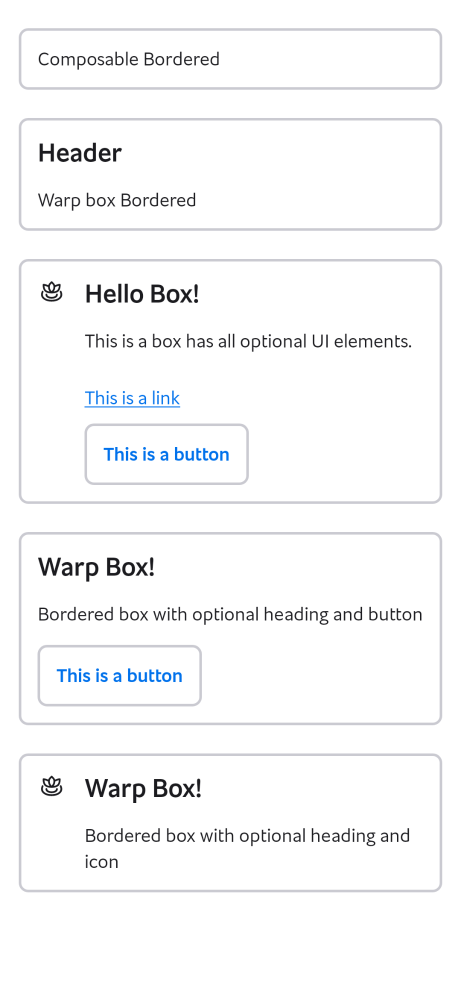 Composable Bordered
Header
Warp box Bordered
Hello Box!
This is a box has all optional UI elements.
This is a link
This is a button
Warp Box!
Bordered box with optional heading and button
This is a button
Warp Box!
Bordered box with optional heading and
icon